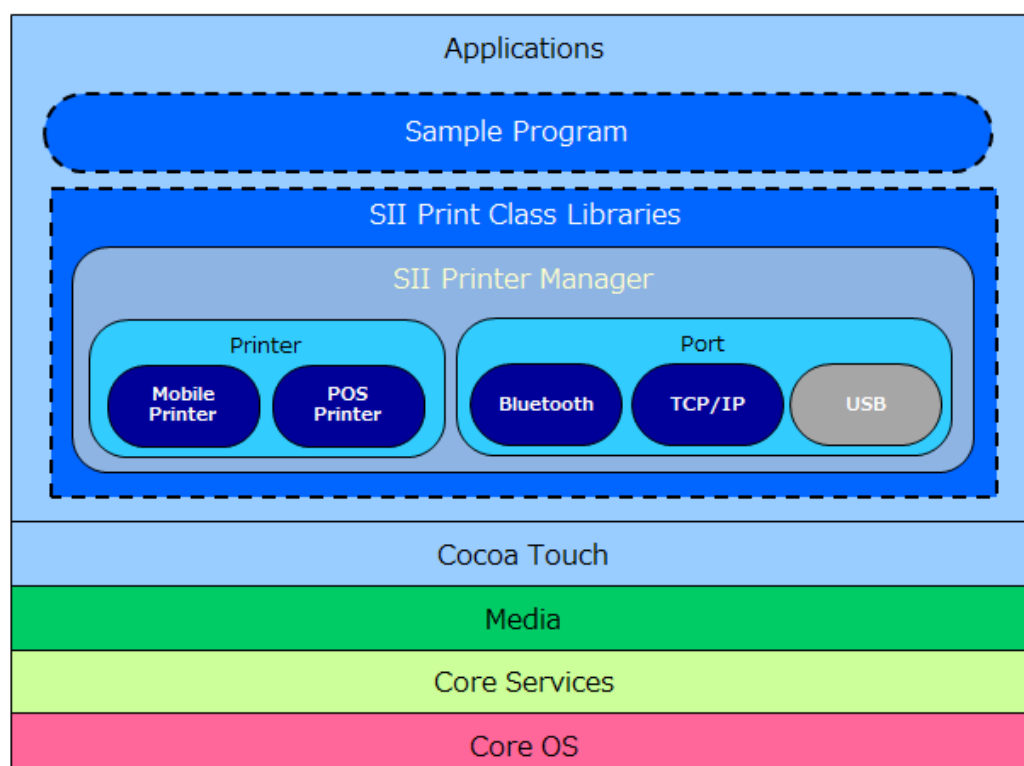 Applications
Sample Program
SII Print Class Libraries
SII Printer Manager
Printer
Mobile
Printer
POS
Printer
Port
Bluetooth
TCP/IP
USB
Cocoa Touch
Media
Core Services
Core OS